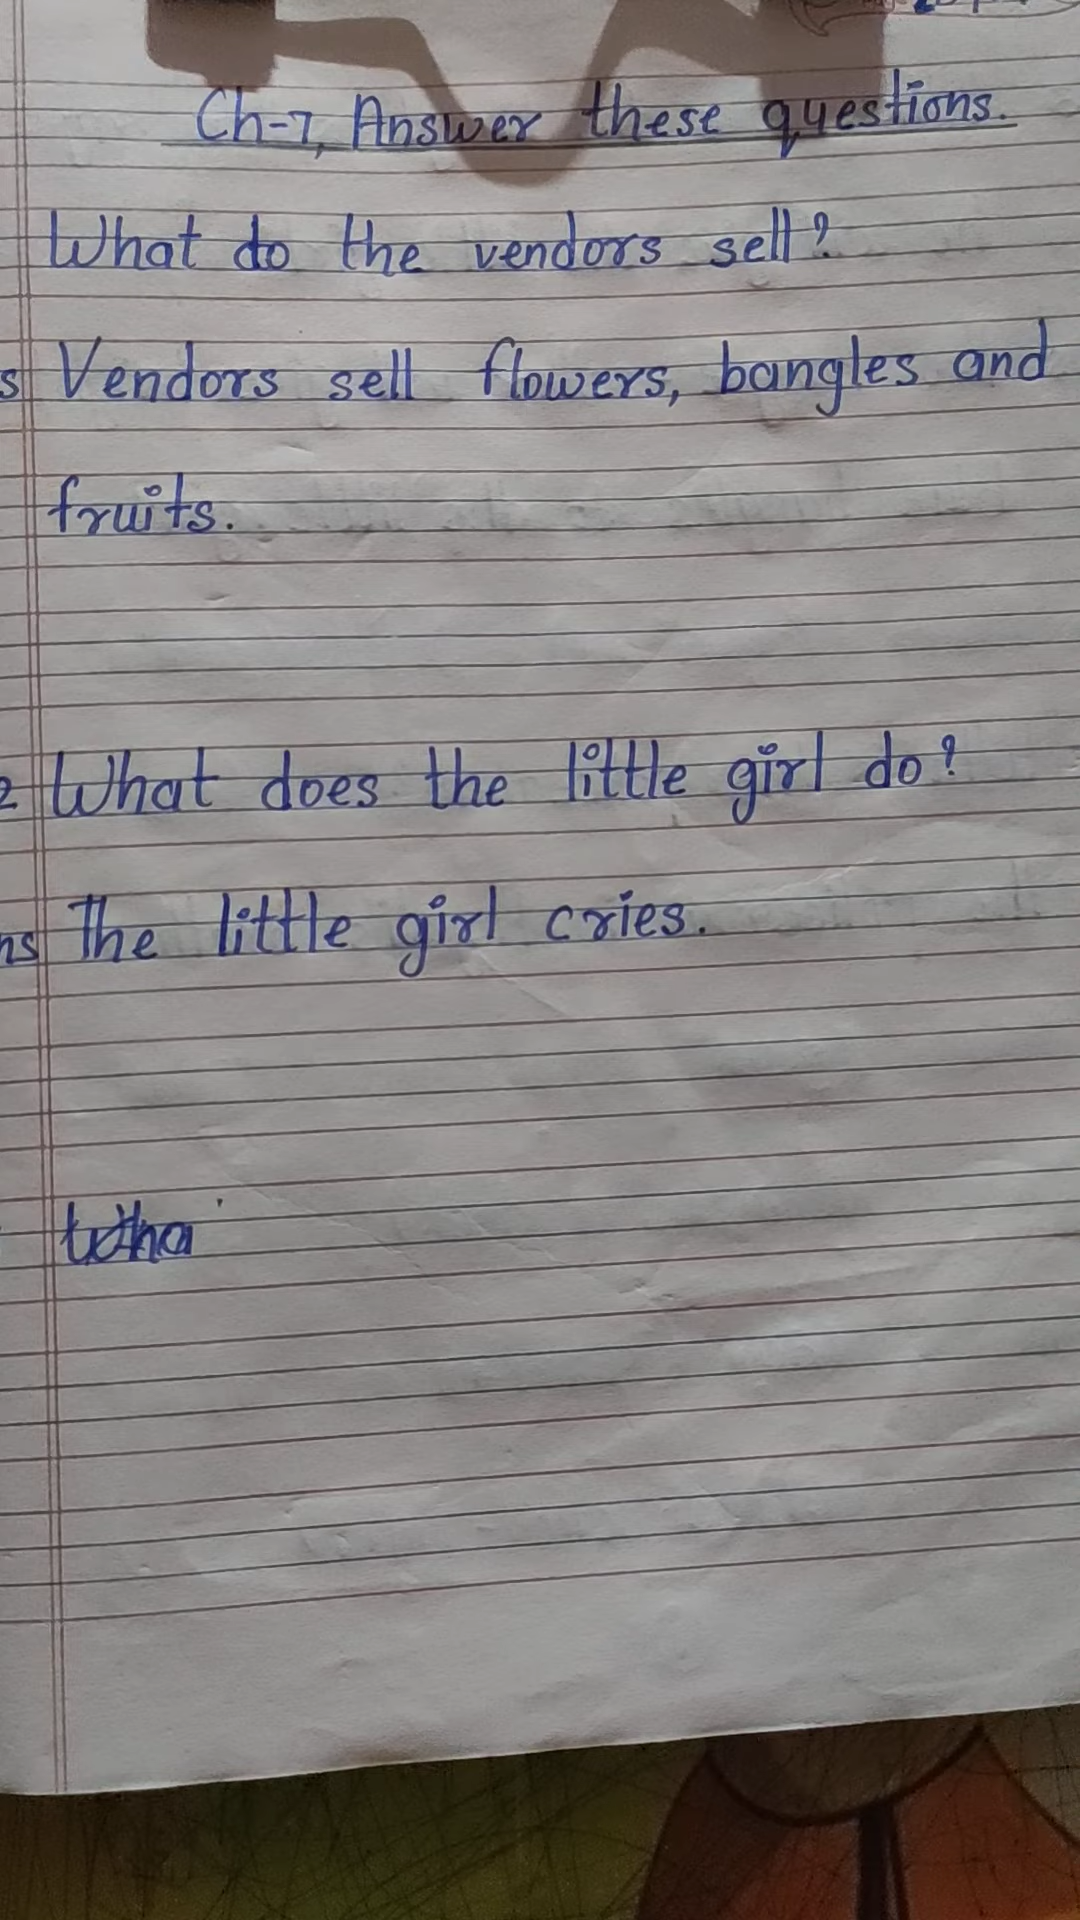 Ch-7, Answer these questions.
What do the vendors sell?
s Vendors sell flowers, bangles and
fruits.
2 What does the little girl do?
ns The little girl cries.